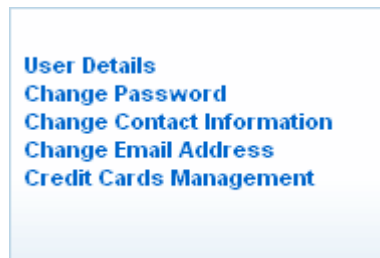 User Details
Change Password
Change Contact Information
Change Email Address
Credit Cards Management